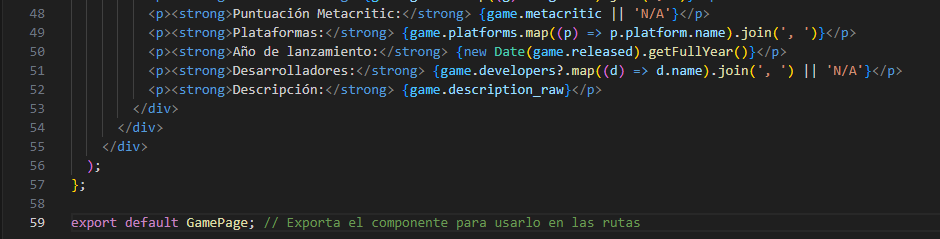 48 <p><strong>Puntuación Metacritic:</strong> {game.metacritic || 'N/A'}</p>
49 <p><strong>Plataformas:</strong> {game.platforms.map((p) => p.platform.name).join(', ')}</p>
50 <p><strong>Año de lanzamiento:</strong> {new Date(game.released).getFullYear()}</p>
51 <p><strong>Desarrolladores:</strong> {game.developers?.map((d) => d.name).join(', ') || 'N/A'}</p>
52 <p><strong>Descripción:</strong> {game.description_raw}</p>
53 </div>
54 </div>
55 </div>
56 );
57 };
58
59 export default GamePage; // Exporta el componente para usarlo en las rutas